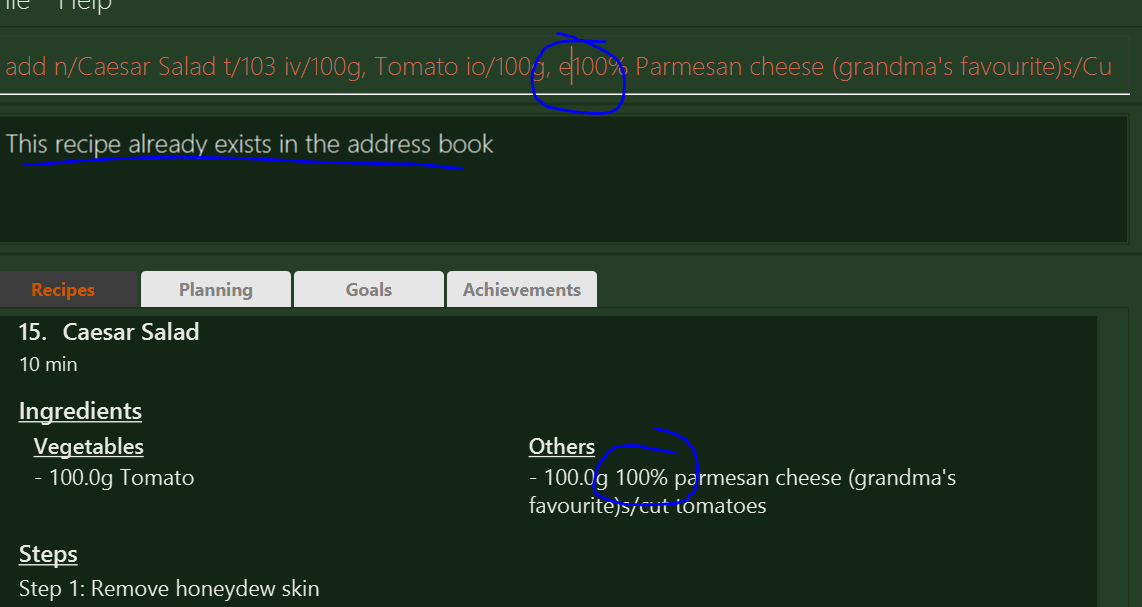 Help
add n/Caesar Salad t/103 iv/100g, Tomato io/100g, e100% Parmesan cheese (grandma's favourite)s/Cu
This recipe already exists in the address book
Recipes Planning Goals Achievements
15. Caesar Salad
10 min
Ingredients
Vegetables Others
- 100.0g Tomato - 100.0g 100% parmesan cheese (grandma's
favourite)s/cut tomatoes
Steps
Step 1: Remove honeydew skin